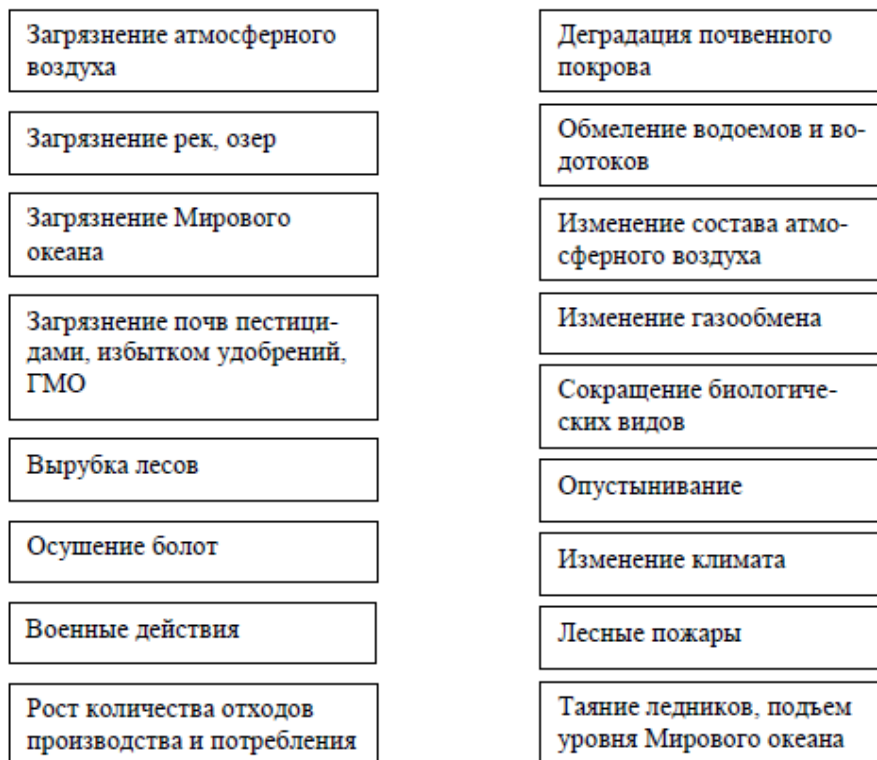 Загрязнение атмосферного
воздуха
Загрязнение рек, озер
Загрязнение Мирового
океана
Загрязнение почв пестици-
дами, избытком удобрений,
ГМО
Вырубка лесов
Осушение болот
Военные действия
Рост количества отходов
производства и потребления
Деградация почвенного
покрова
Обмеление водоемов и во-
дотоков
Изменение состава атмо-
сферного воздуха
Изменение газообмена
Сокращение биологиче-
ских видов
Опустынивание
Изменение климата
Лесные пожары
Таяние ледников, подъем
уровня Мирового океана